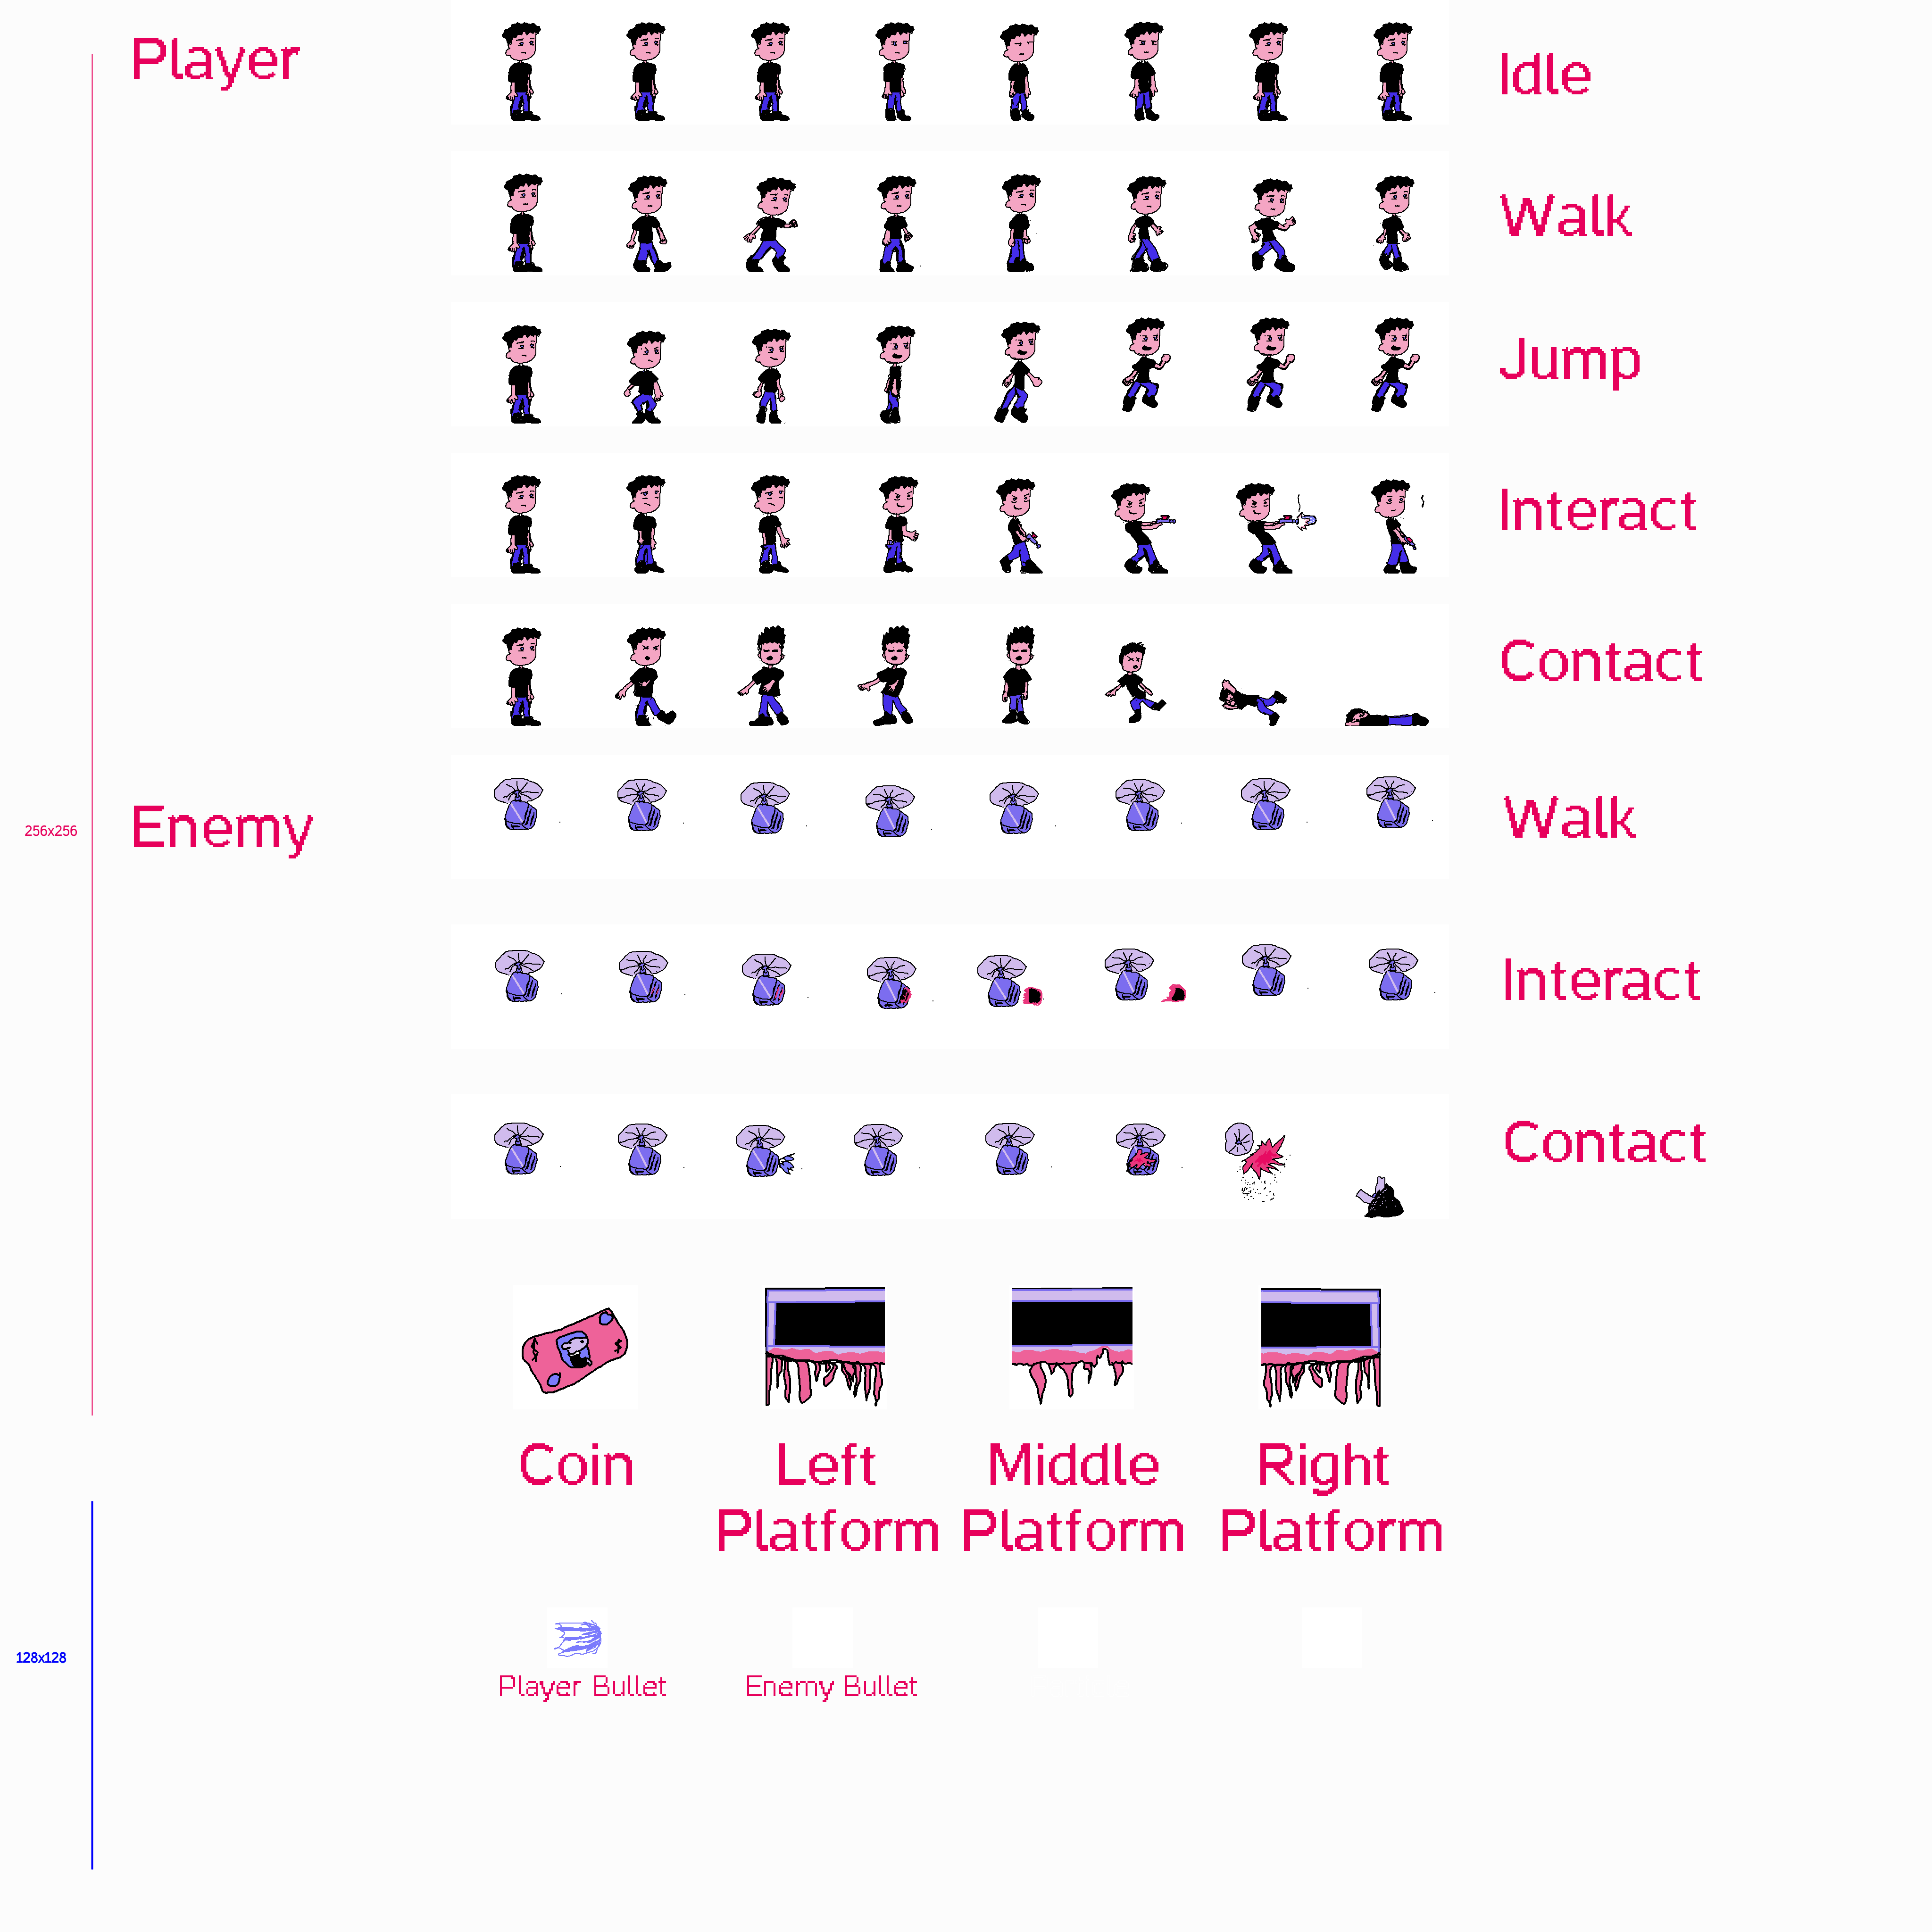 Player
Idle
Walk
Jump
Interact
Contact
256x256
Enemy
Walk
Interact
Contact
Coin
Left
Platform
Middle
Platform
Right
Platform
128x128
Player Bullet
Enemy Bullet